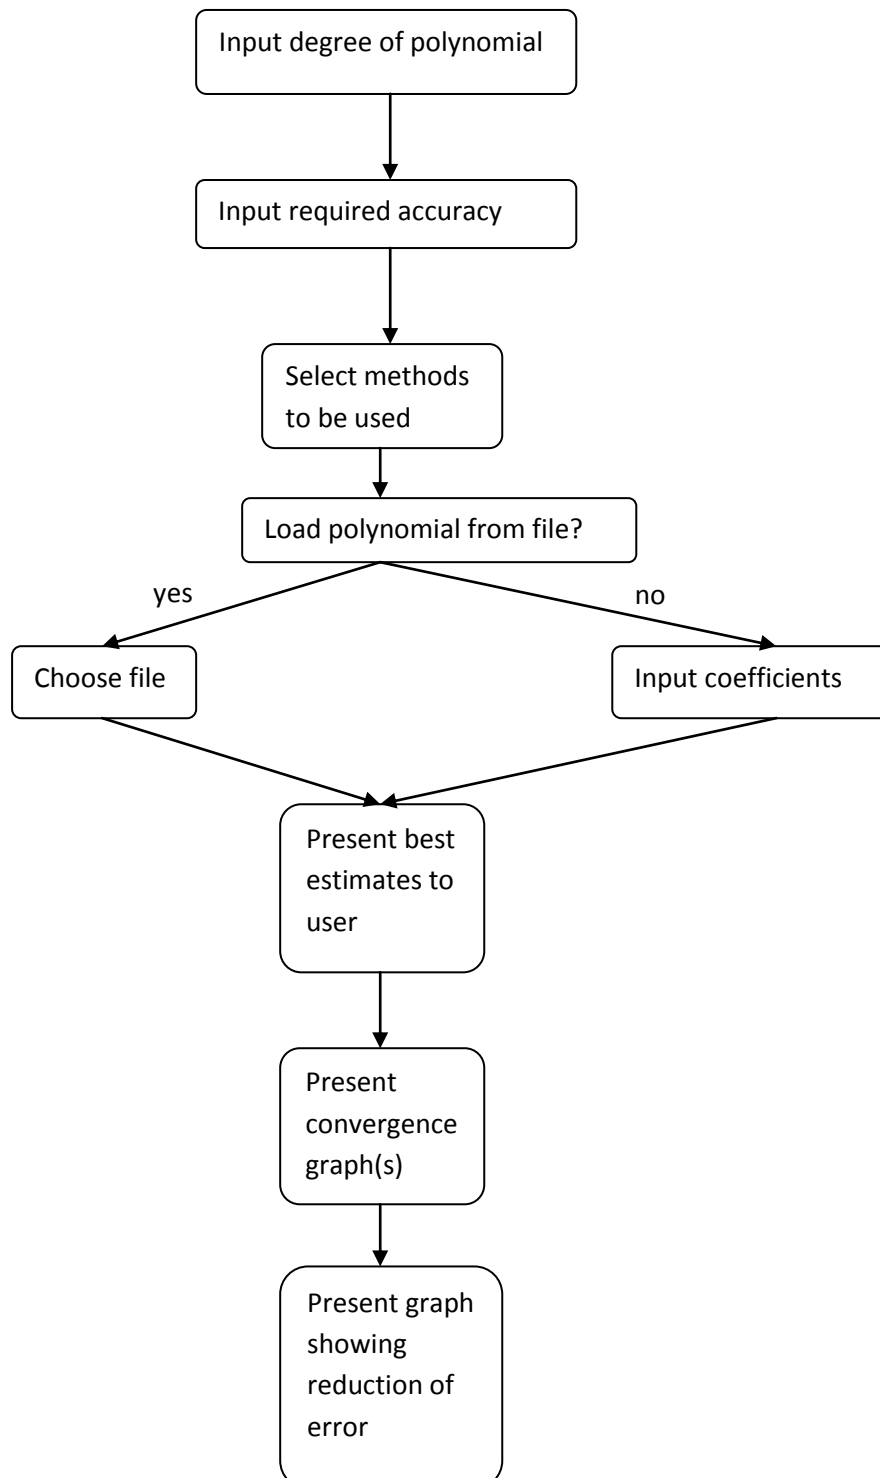 Input degree of polynomial
Input required accuracy
Select methods
to be used
Load polynomial from file?
yes
no
Choose file
Input coefficients
Present best
estimates to
user
Present
convergence
graph(s)
Present graph
showing
reduction of
error